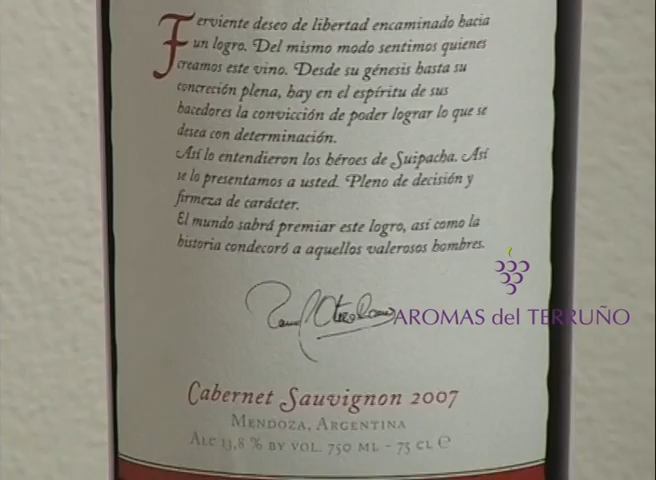 Ferviente deseo de libertad encaminado hacia
un logro. Del mismo modo sentimos quienes
creamos este vino. Desde su génesis hasta su
concreción plena, hay en el espíritu de sus
hacedores la convicción de poder lograr lo que se
desea con determinación.
Así lo entendieron los héroes de Suipacha. Así
se lo presentamos a usted. Pleno de decisión y
firmeza de carácter.
El mundo sabrá premiar este logro, así como la
historia condecoró a aquellos valerosos hombres.
AROMAS del TERRUÑO
Cabernet Sauvignon 2007
Mendoza, Argentina
Alc 13,8 % by vol. 750 ml - 75 cl e